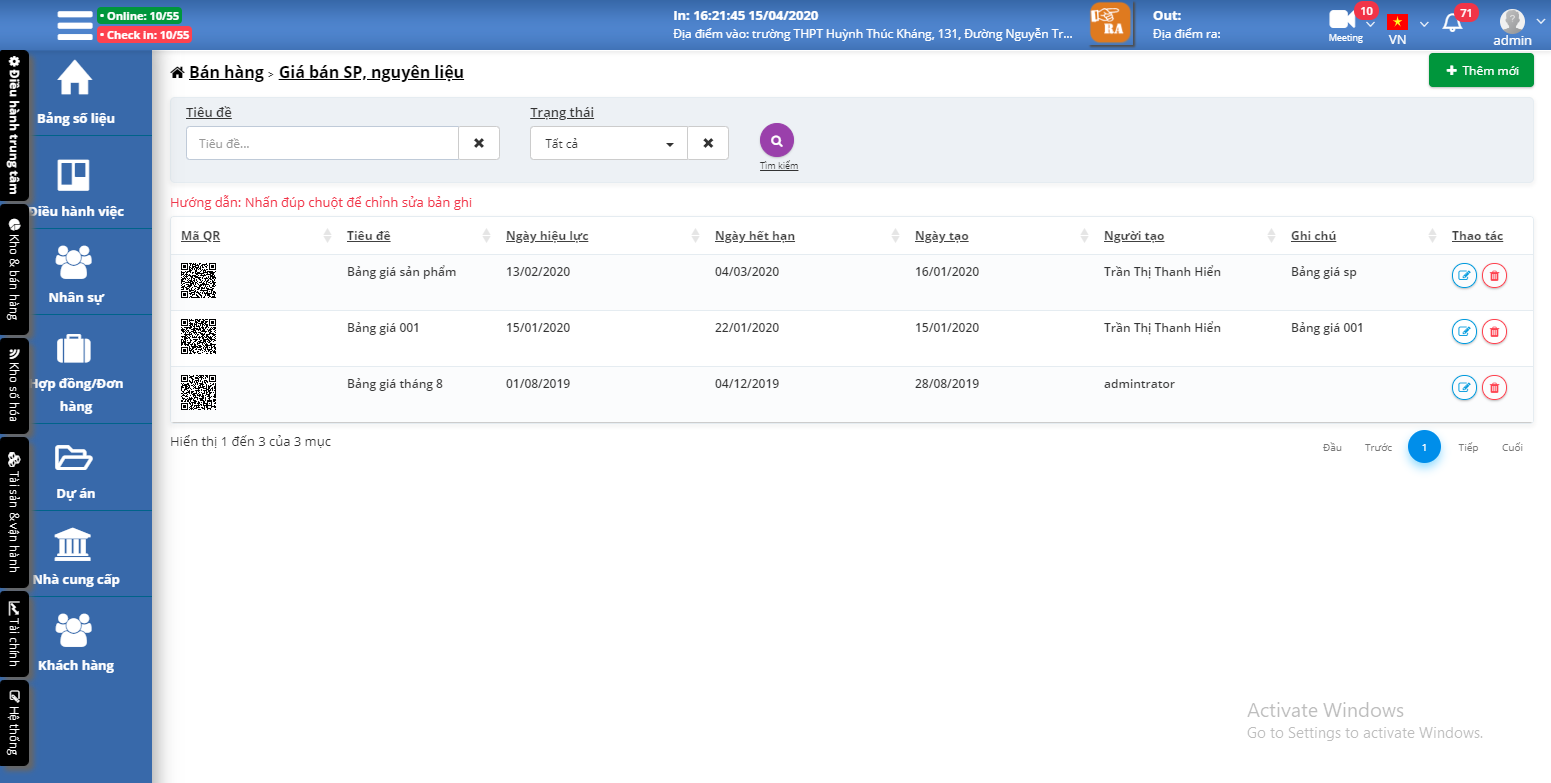 • Online: 10/55
• Check In: 10/55
In: 16:21:45 15/04/2020
Địa điểm vào: trường THPT Huỳnh Thúc Kháng, 131, Đường Nguyễn Tr...
RA
Out:
Địa điểm ra:
10
Meeting
VN
71
admin
Điều hành trung tâm
Kho & bán hàng
Kho số hóa
Tài sản & vận hành
Tài chính
Hệ thống
Bảng số liệu
Điều hành việc
Nhân sự
Hợp đồng/Đơn
hàng
Dự án
Nhà cung cấp
Khách hàng
Bán hàng > Giá bán SP, nguyên liệu
+ Thêm mới
Tiêu đề
Trạng thái
Tiêu đề...
Tất cả
Tìm kiếm
Hướng dẫn: Nhấn đúp chuột để chỉnh sửa bản ghi
Mã QR Tiêu đề Ngày hiệu lực Ngày hết hạn Ngày tạo Người tạo Ghi chú Thao tác
Bảng giá sản phẩm 13/02/2020 04/03/2020 16/01/2020 Trần Thị Thanh Hiển Bảng giá sp
Bảng giá 001 15/01/2020 22/01/2020 15/01/2020 Trần Thị Thanh Hiển Bảng giá 001
Bảng giá tháng 8 01/08/2019 04/12/2019 28/08/2019 admintrator
Hiển thị 1 đến 3 của 3 mục
Đầu Trước 1 Tiếp Cuối
Activate Windows
Go to Settings to activate Windows.